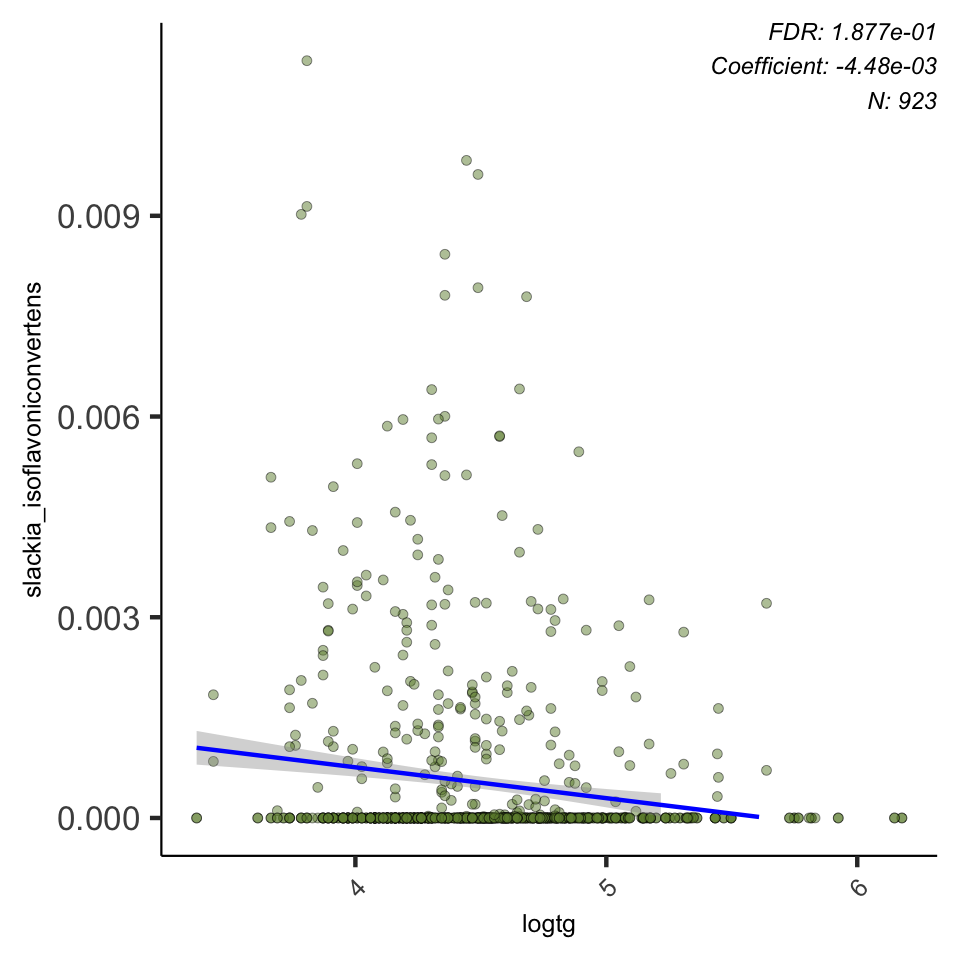 FDR: 1.877e-01
Coefficient: -4.48e-03
N: 923
0.009
0.006
0.003
0.000
slackia_isoflavoniconvertens
4
5
6
logtg